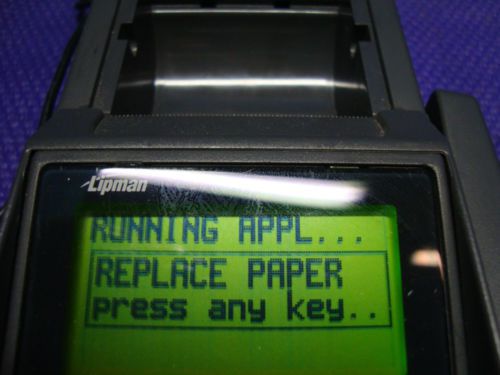 Lipman
RUNNING APPL...
REPLACE PAPER
press any key..